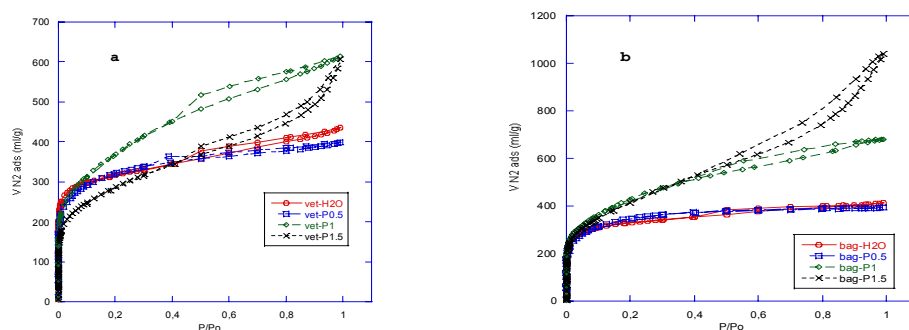 700
600
500
400
300
200
100
0
V N2 ads (ml/g)
a
vet-H2O
vet-P0.5
vet-P1
vet-P1.5
0 0,2 0,4 0,6 0,8 1
P/Po
1200
1000
800
600
400
200
0
V N2 ads (ml/g)
b
bag-H2O
bag-P0.5
bag-P1
bag-P1.5
0 0,2 0,4 0,6 0,8 1
P/Po